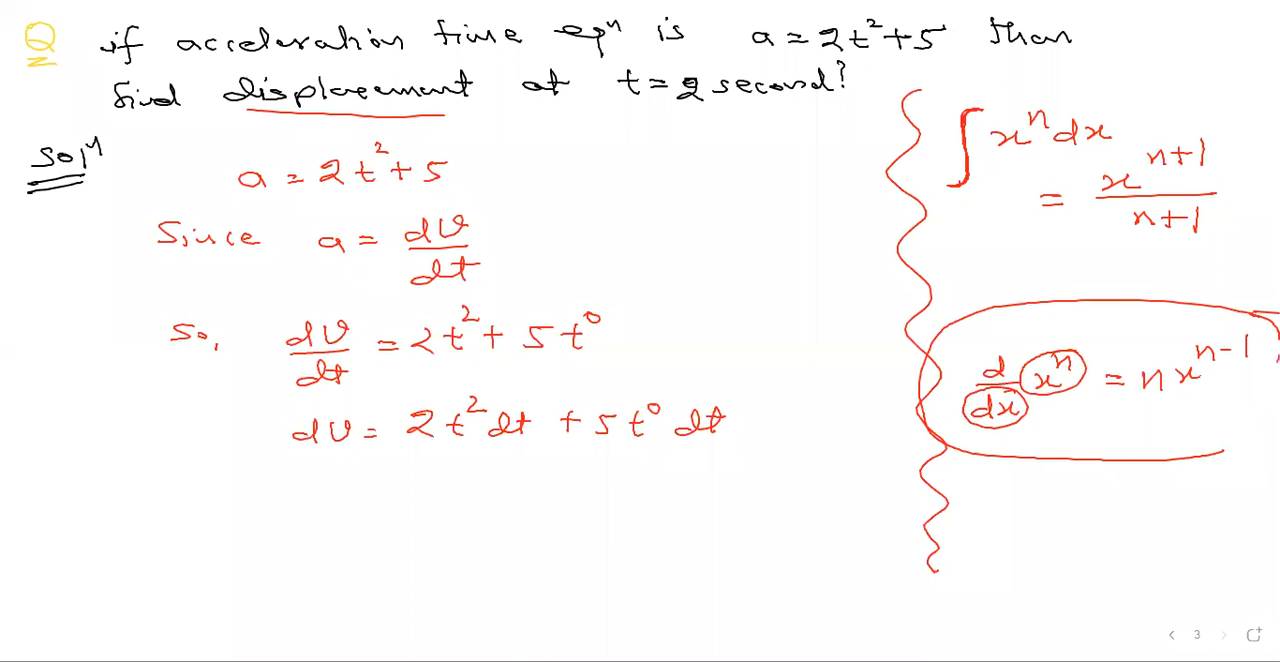 Q if acceleration time eqn is a = 2t²+5 than
find displacement at t = 2 second?
Soln
a = 2t² + 5
Since a = dv/dt
So, dv/dt = 2t² + 5t⁰
dv = 2t² dt + 5t⁰ dt
∫ xⁿ dx
= xⁿ⁺¹/n+1
d/dx xⁿ = n xⁿ⁻¹
< 3 >